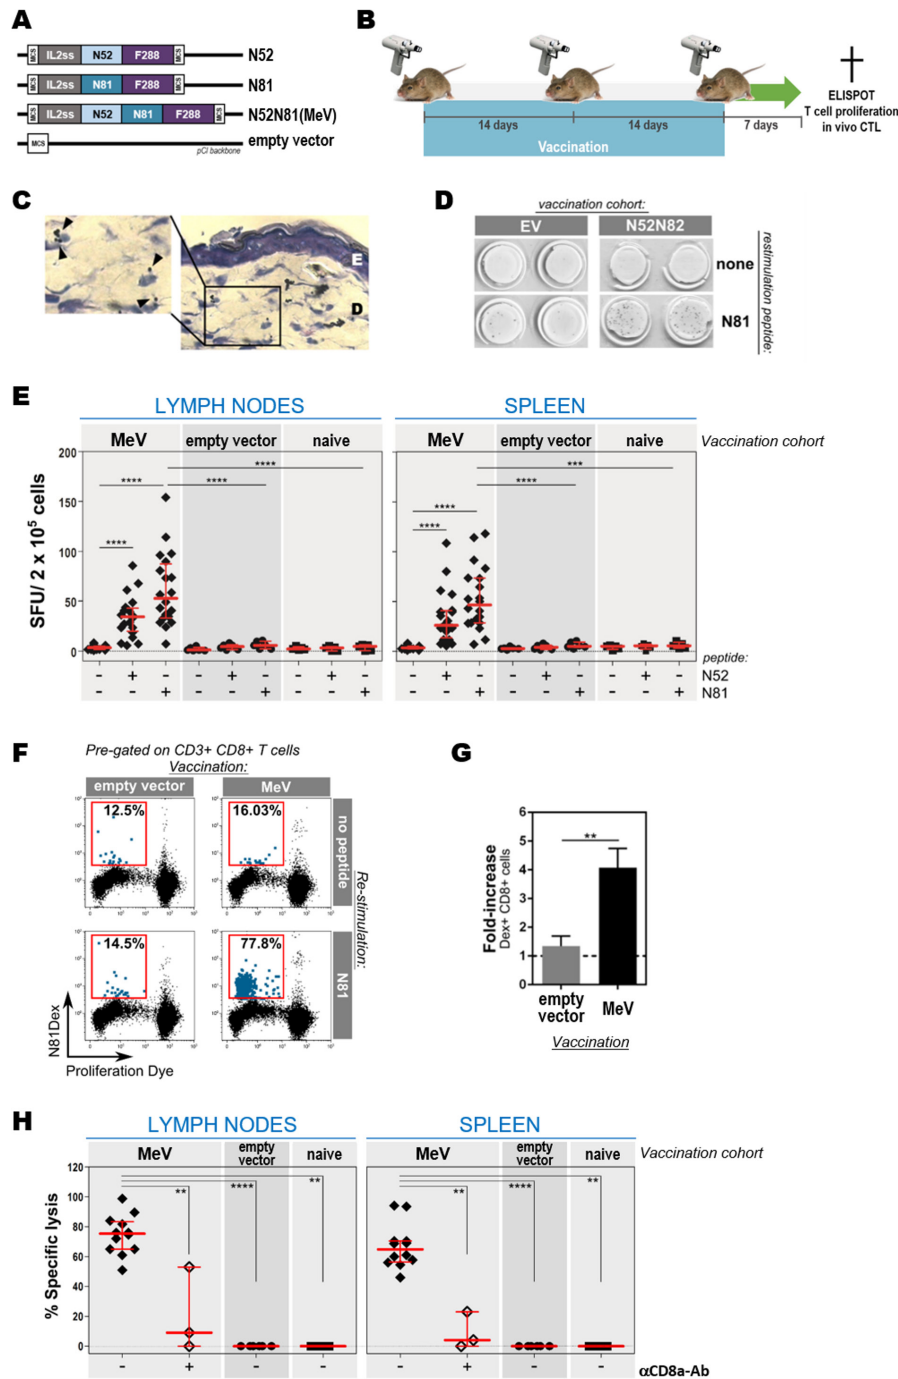 A
MCS IL2ss N52 F288 MCS N52
MCS IL2ss N81 F288 MCS N81
MCS IL2ss N52 N81 F288 MCS N52N81(MeV)
MCS empty vector
pCI backbone
B
14 days 14 days 7 days
Vaccination
ELISPOT
T cell proliferation
in vivo CTL
C
E
D
D
vaccination cohort:
EV N52N82
none
N81
restimulation peptide:
E
LYMPH NODES SPLEEN
MeV empty vector naive MeV empty vector naive Vaccination cohort
SFU/ 2 x 10⁵ cells
200
150
100
50
0
**** **** **** ****
**** **** **** ***
peptide:
- + - - + - - + - - + - - + - - + - N52
- - + - - + - - + - - + - - + - - + N81
F
Pre-gated on CD3+ CD8+ T cells
Vaccination:
empty vector MeV
12.5% 16.03%
no peptide
14.5% 77.8%
N81
Re-stimulation:
N81Dex
Proliferation Dye
G
Fold-increase
Dex+ CD8+ cells
6
5
4
3
2
1
0
**
empty vector MeV
Vaccination
H
LYMPH NODES SPLEEN
MeV empty vector naive MeV empty vector naive Vaccination cohort
% Specific lysis
120
100
80
60
40
20
0
** **** ** ** **** **
- + - - - + - - αCD8a-Ab